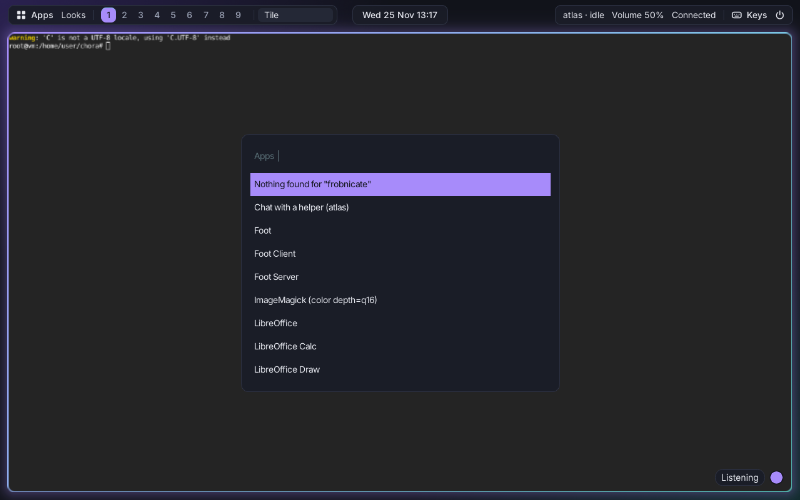 Apps Looks 1 2 3 4 5 6 7 8 9 Tile Wed 25 Nov 13:17 atlas · idle Volume 50% Connected Keys
warning: 'C' is not a UTF-8 locale, using 'C.UTF-8' instead
root@vm:/home/user/chora#
Apps
Nothing found for "frobnicate"
Chat with a helper (atlas)
Foot
Foot Client
Foot Server
ImageMagick (color depth=q16)
LibreOffice
LibreOffice Calc
LibreOffice Draw
Listening